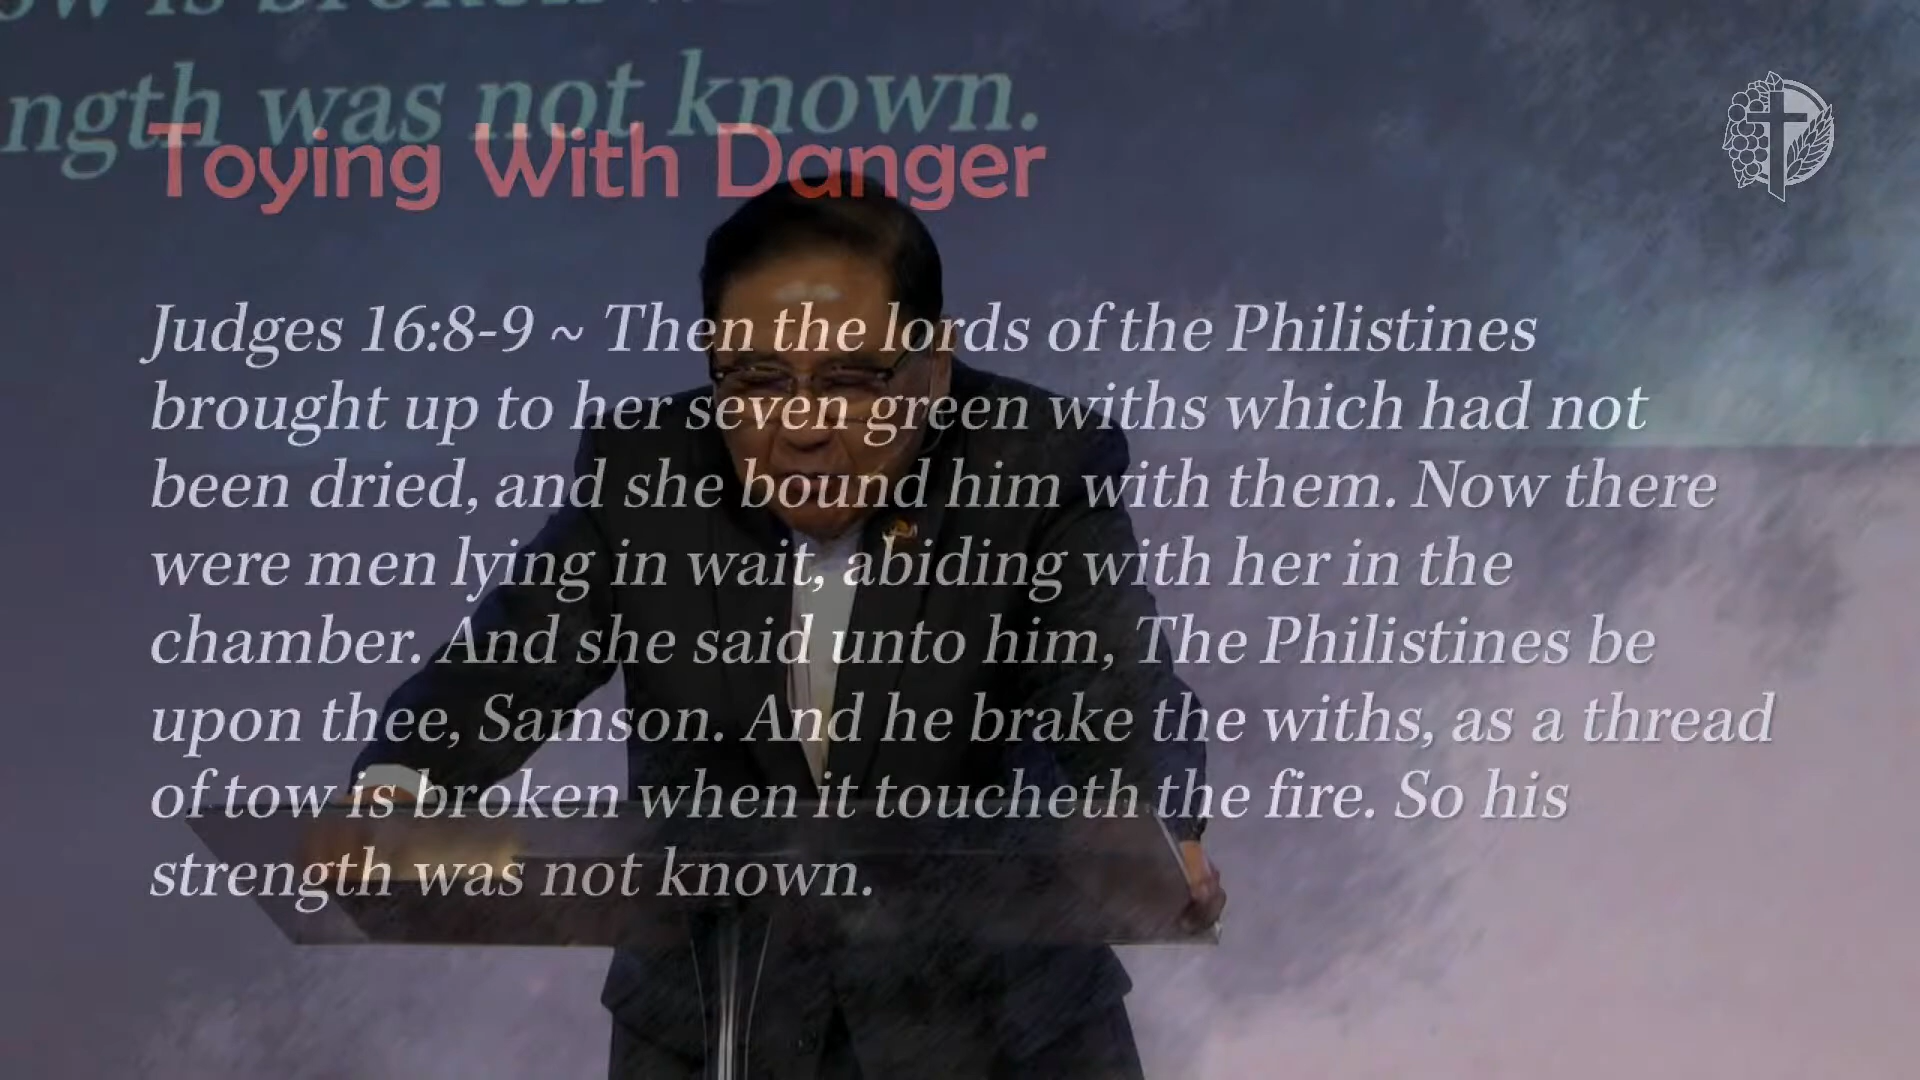 ow is broken
ngth was not known.
Toying With Danger
Judges 16:8-9 ~ Then the lords of the Philistines
brought up to her seven green withs which had not
been dried, and she bound him with them. Now there
were men lying in wait, abiding with her in the
chamber. And she said unto him, The Philistines be
upon thee, Samson. And he brake the withs, as a thread
of tow is broken when it toucheth the fire. So his
strength was not known.